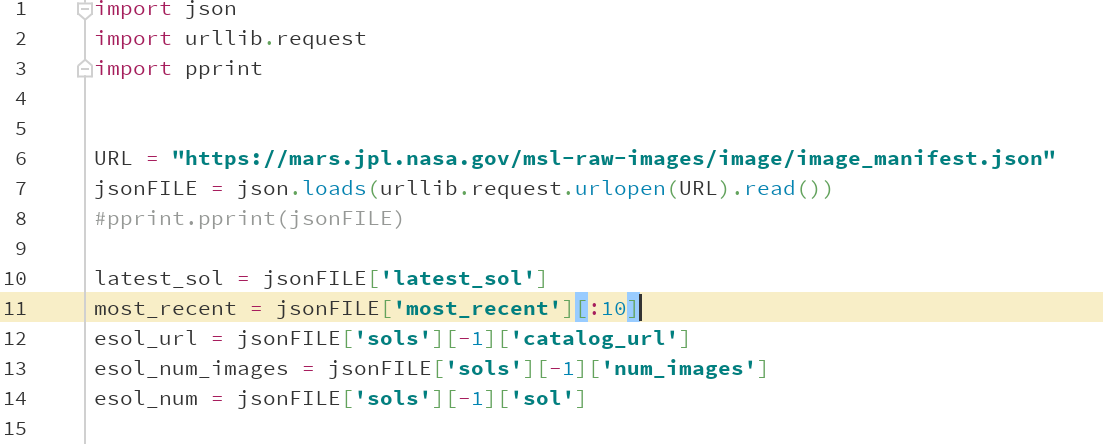 1 import json
2 import urllib.request
3 import pprint
4
5
6 URL = "https://mars.jpl.nasa.gov/msl-raw-images/image/image_manifest.json"
7 jsonFILE = json.loads(urllib.request.urlopen(URL).read())
8 #pprint.pprint(jsonFILE)
9
10 latest_sol = jsonFILE['latest_sol']
11 most_recent = jsonFILE['most_recent'][:10]
12 esol_url = jsonFILE['sols'][-1]['catalog_url']
13 esol_num_images = jsonFILE['sols'][-1]['num_images']
14 esol_num = jsonFILE['sols'][-1]['sol']
15